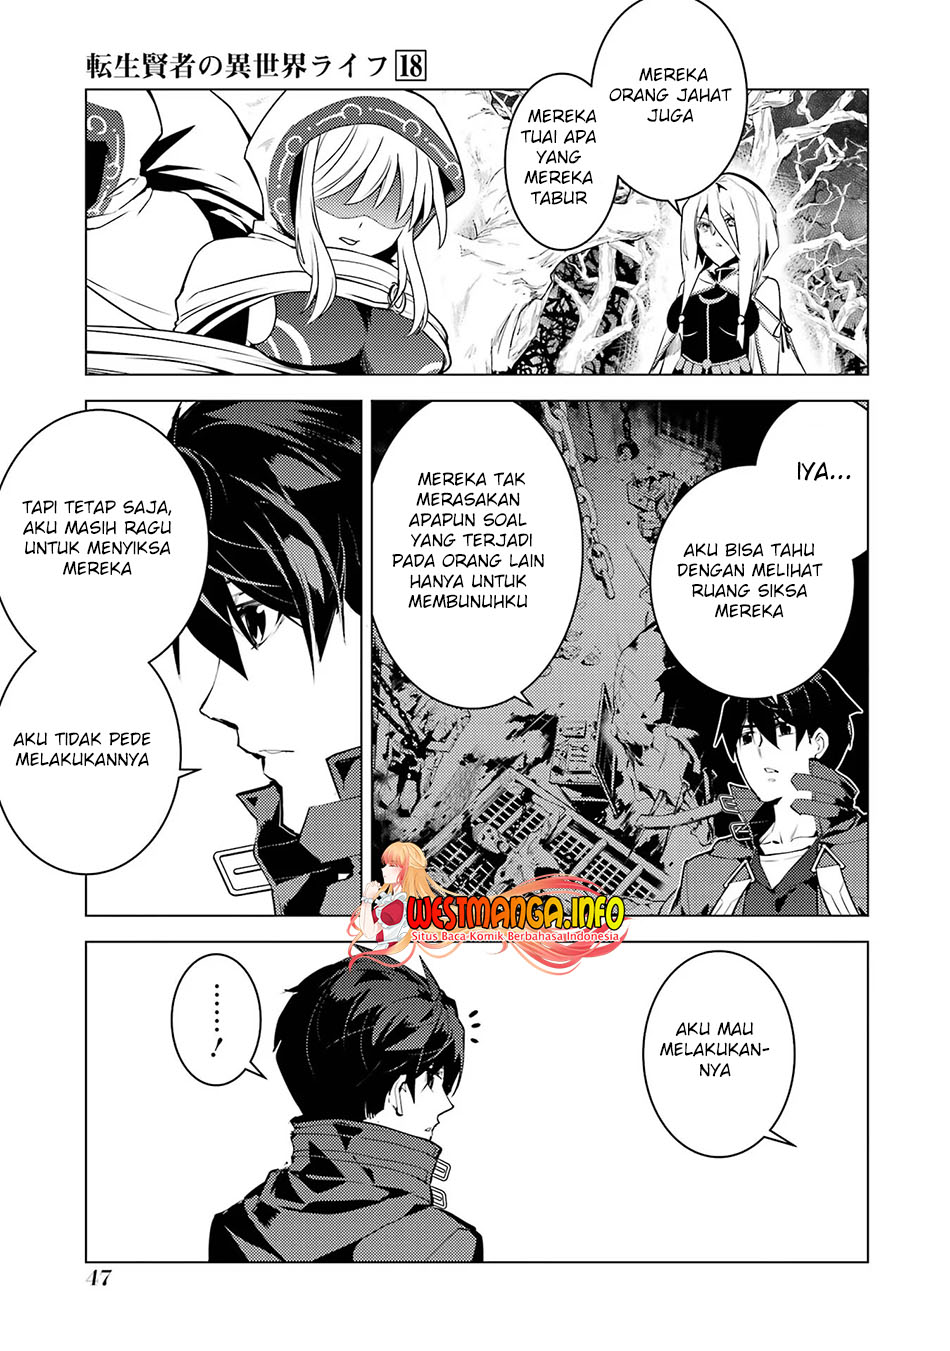 転生賢者の異世界ライフ 18
MEREKA
ORANG JAHAT
JUGA
MEREKA
TUAI APA
YANG
MEREKA
TABUR
IYA...
AKU BISA TAHU
DENGAN MELIHAT
RUANG SIKSA
MEREKA
MEREKA TAK
MERASAKAN
APAPUN SOAL
YANG TERJADI
PADA ORANG LAIN
HANYA UNTUK
MEMBUNUHKU
TAPI TETAP SAJA,
AKU MASIH RAGU
UNTUK MENYIKSA
MEREKA
AKU TIDAK PEDE
MELAKUKANNYA
WESTMANGA.INFO
Situs Baca Komik Berbahasa Indonesia
AKU MAU
MELAKUKAN-
NYA
........!
47